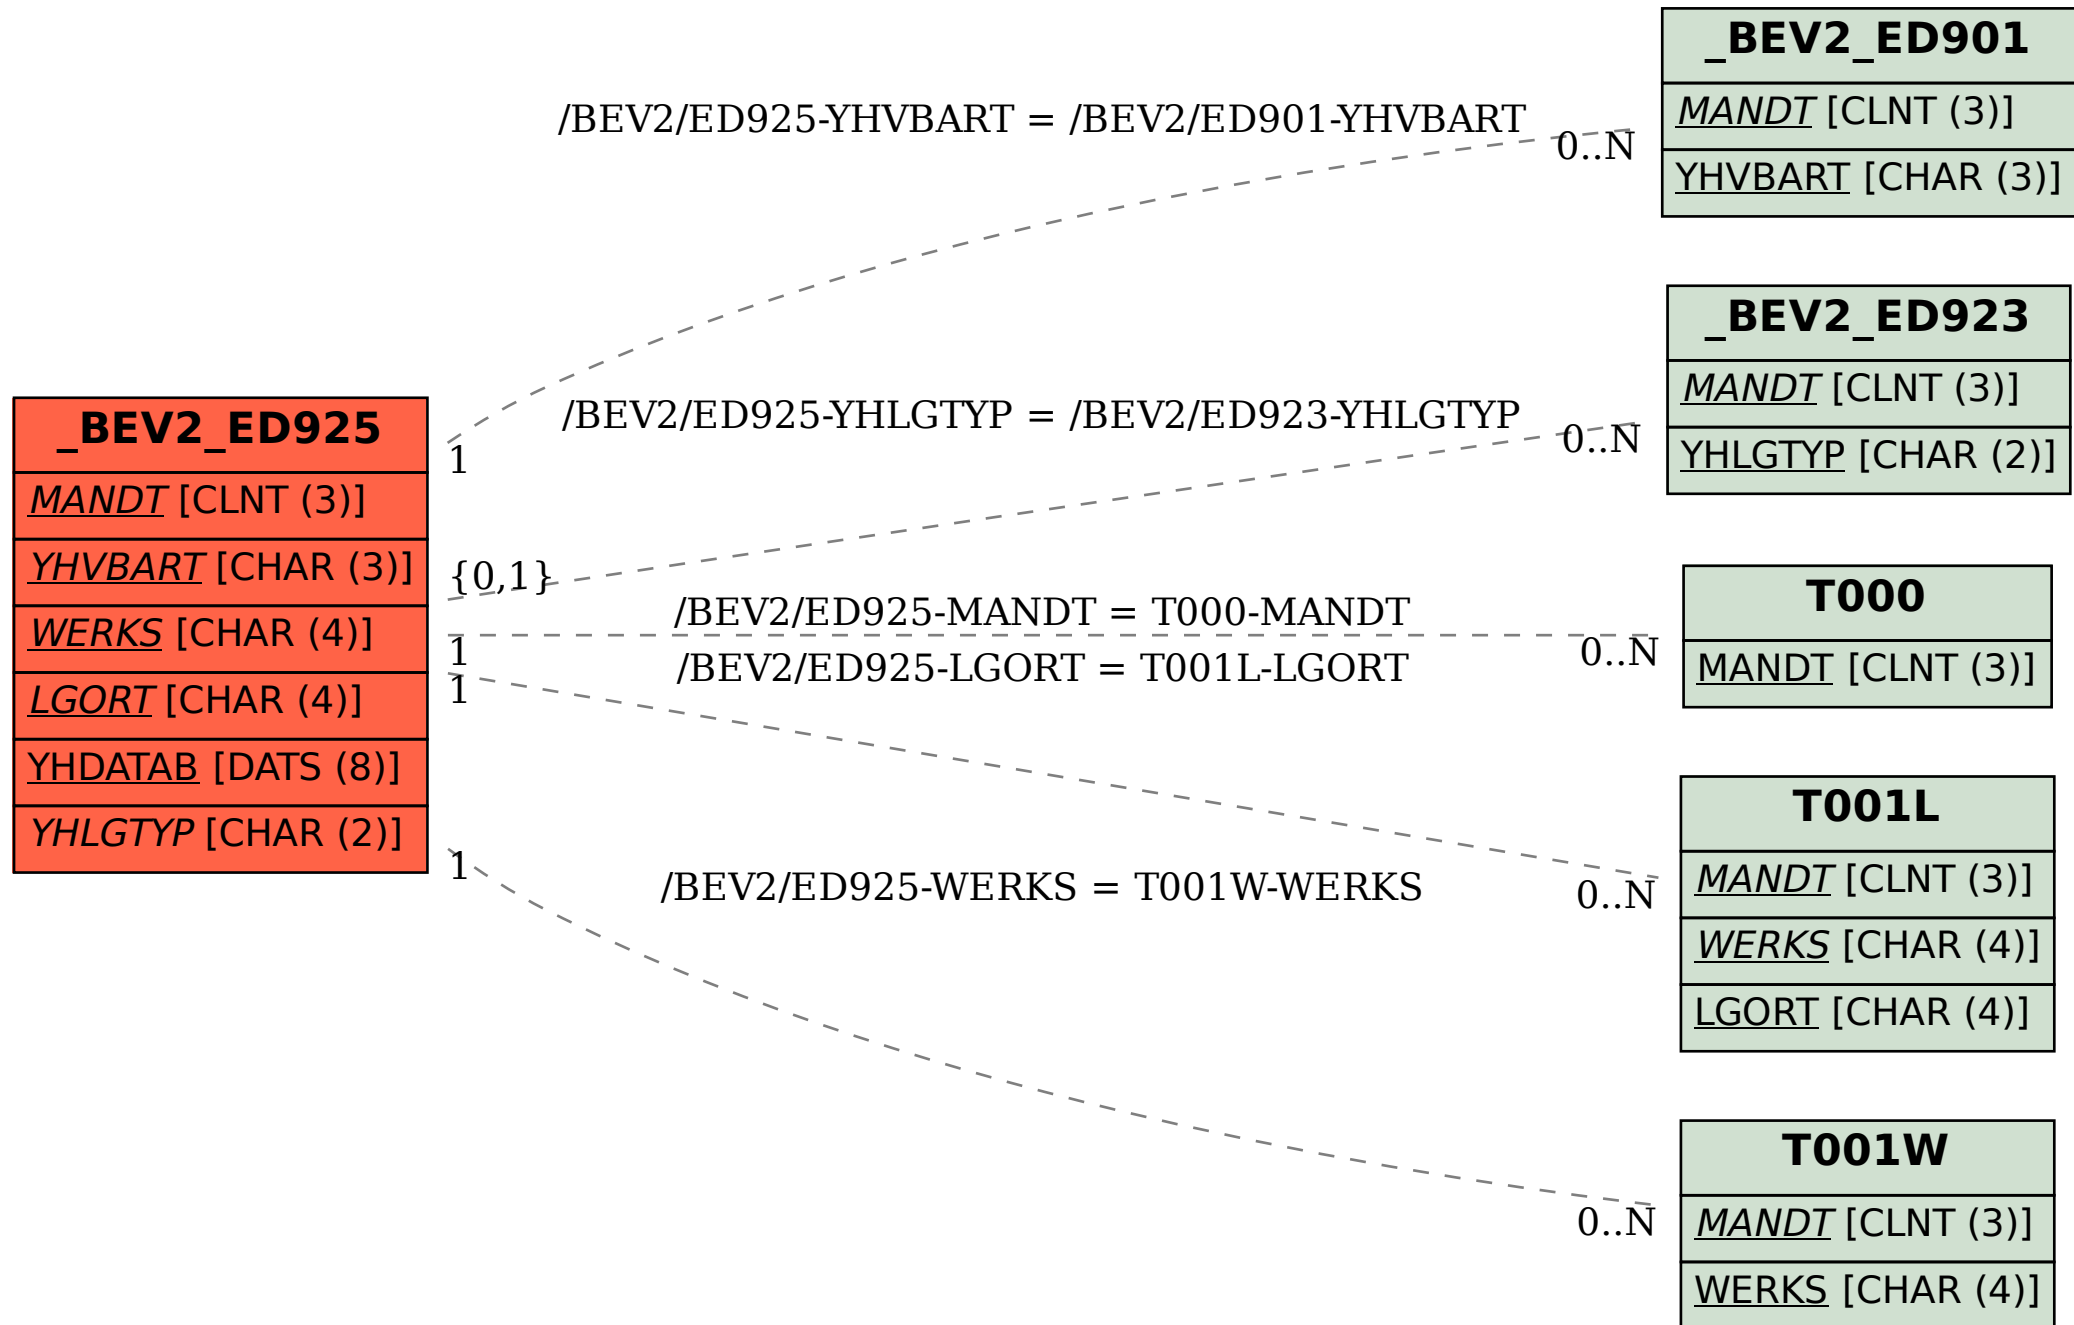 _BEV2_ED925
MANDT [CLNT (3)]
YHVBART [CHAR (3)]
WERKS [CHAR (4)]
LGORT [CHAR (4)]
YHDATAB [DATS (8)]
YHLGTYP [CHAR (2)]
/BEV2/ED925-YHVBART = /BEV2/ED901-YHVBART
1
0..N
/BEV2/ED925-YHLGTYP = /BEV2/ED923-YHLGTYP
{0,1}
0..N
/BEV2/ED925-MANDT = T000-MANDT
1
0..N
/BEV2/ED925-LGORT = T001L-LGORT
1
0..N
/BEV2/ED925-WERKS = T001W-WERKS
1
0..N
_BEV2_ED901
MANDT [CLNT (3)]
YHVBART [CHAR (3)]
_BEV2_ED923
MANDT [CLNT (3)]
YHLGTYP [CHAR (2)]
T000
MANDT [CLNT (3)]
T001L
MANDT [CLNT (3)]
WERKS [CHAR (4)]
LGORT [CHAR (4)]
T001W
MANDT [CLNT (3)]
WERKS [CHAR (4)]